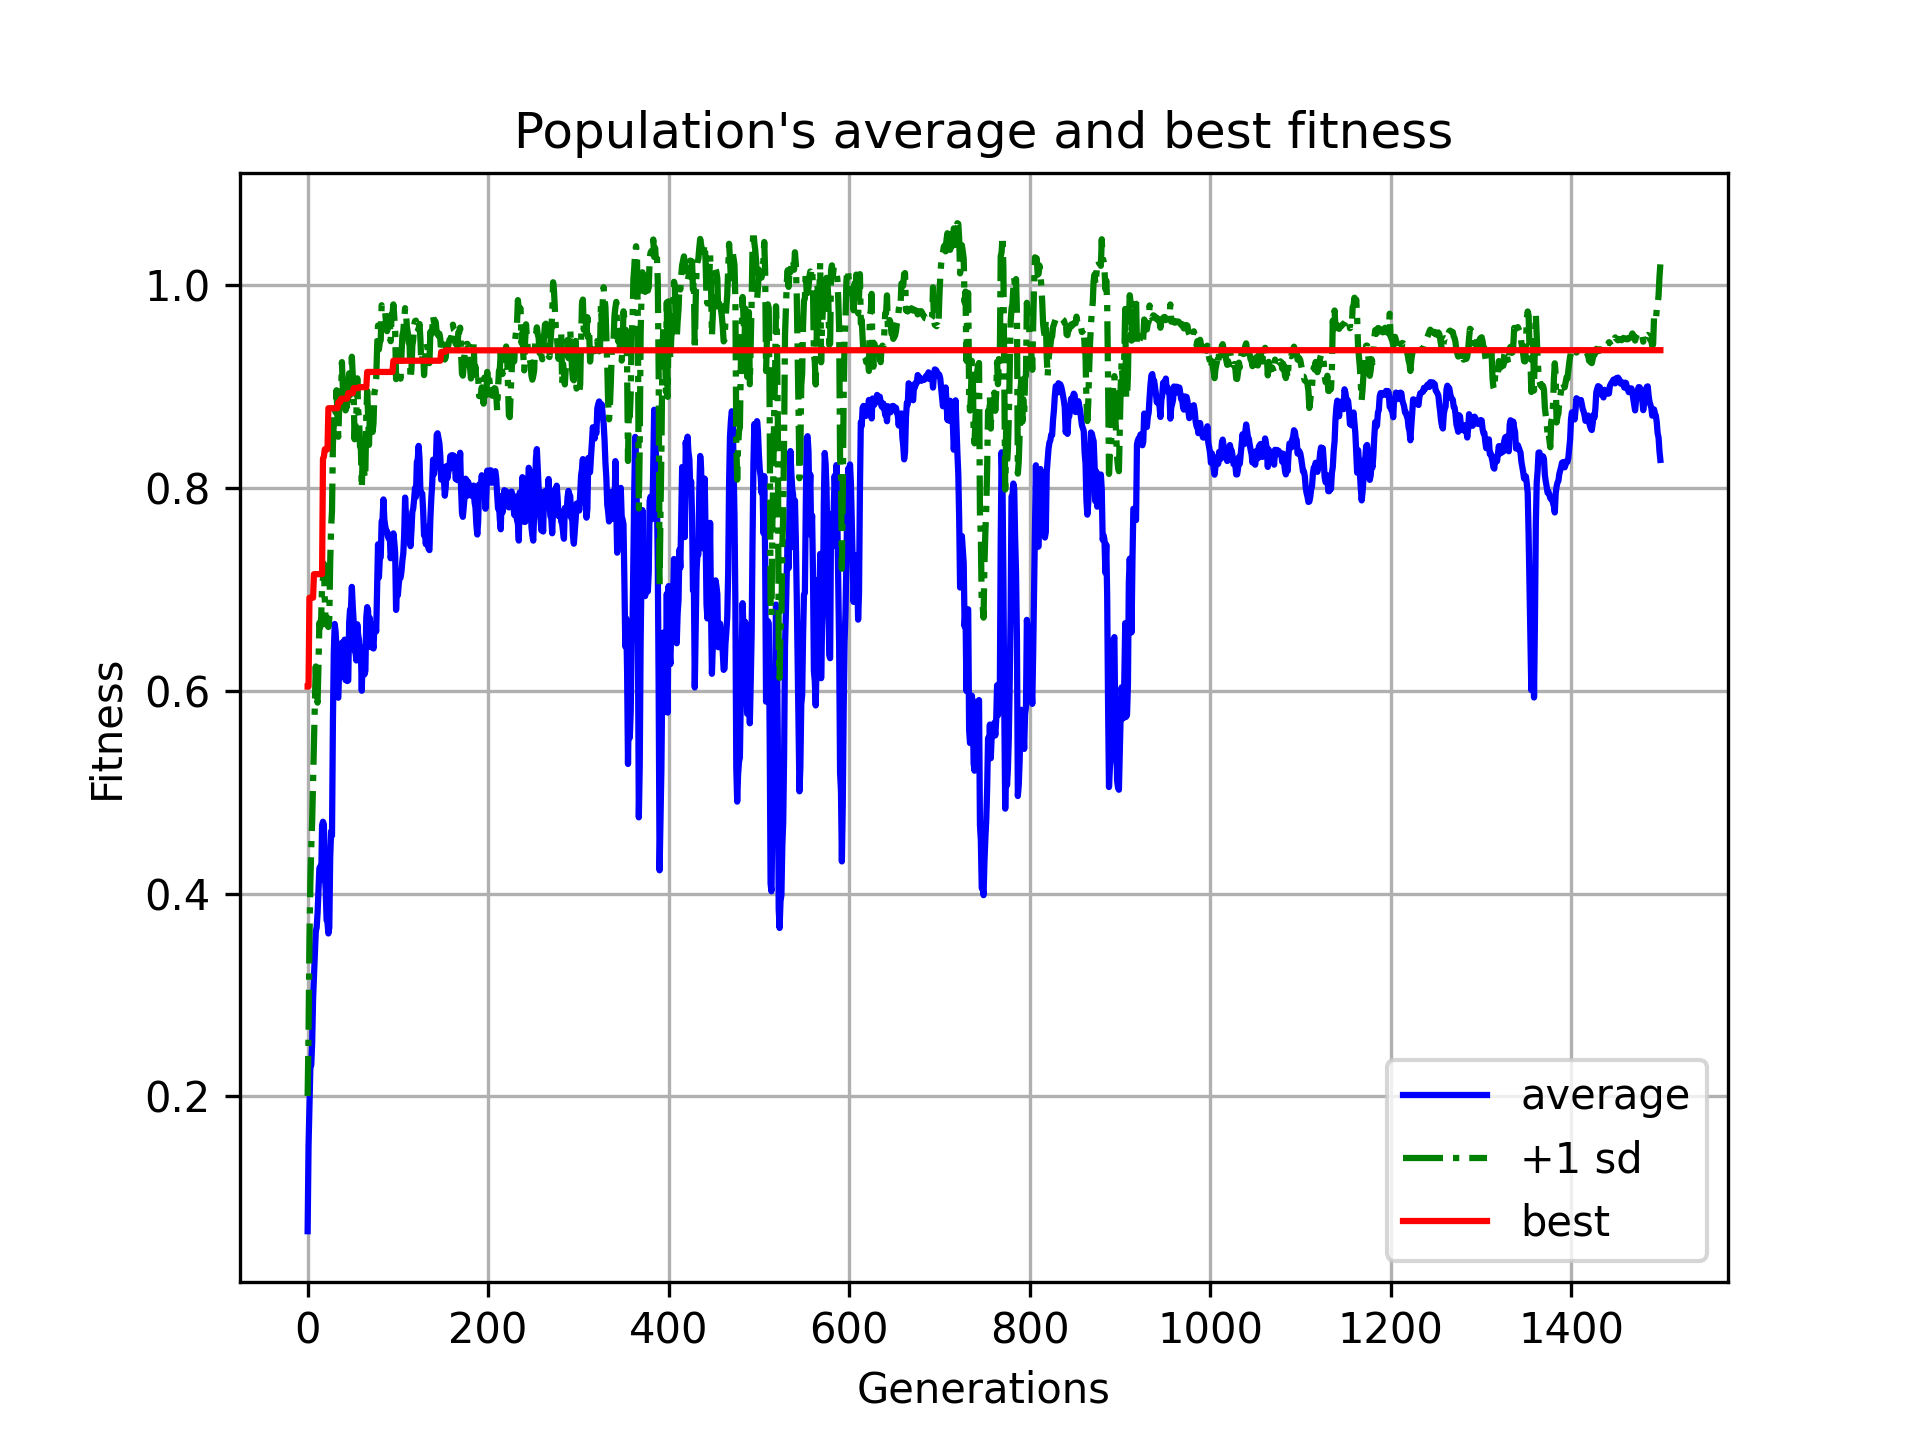 Population's average and best fitness
Fitness
1.0
0.8
0.6
0.4
0.2
0 200 400 600 800 1000 1200 1400
Generations
average
+1 sd
best